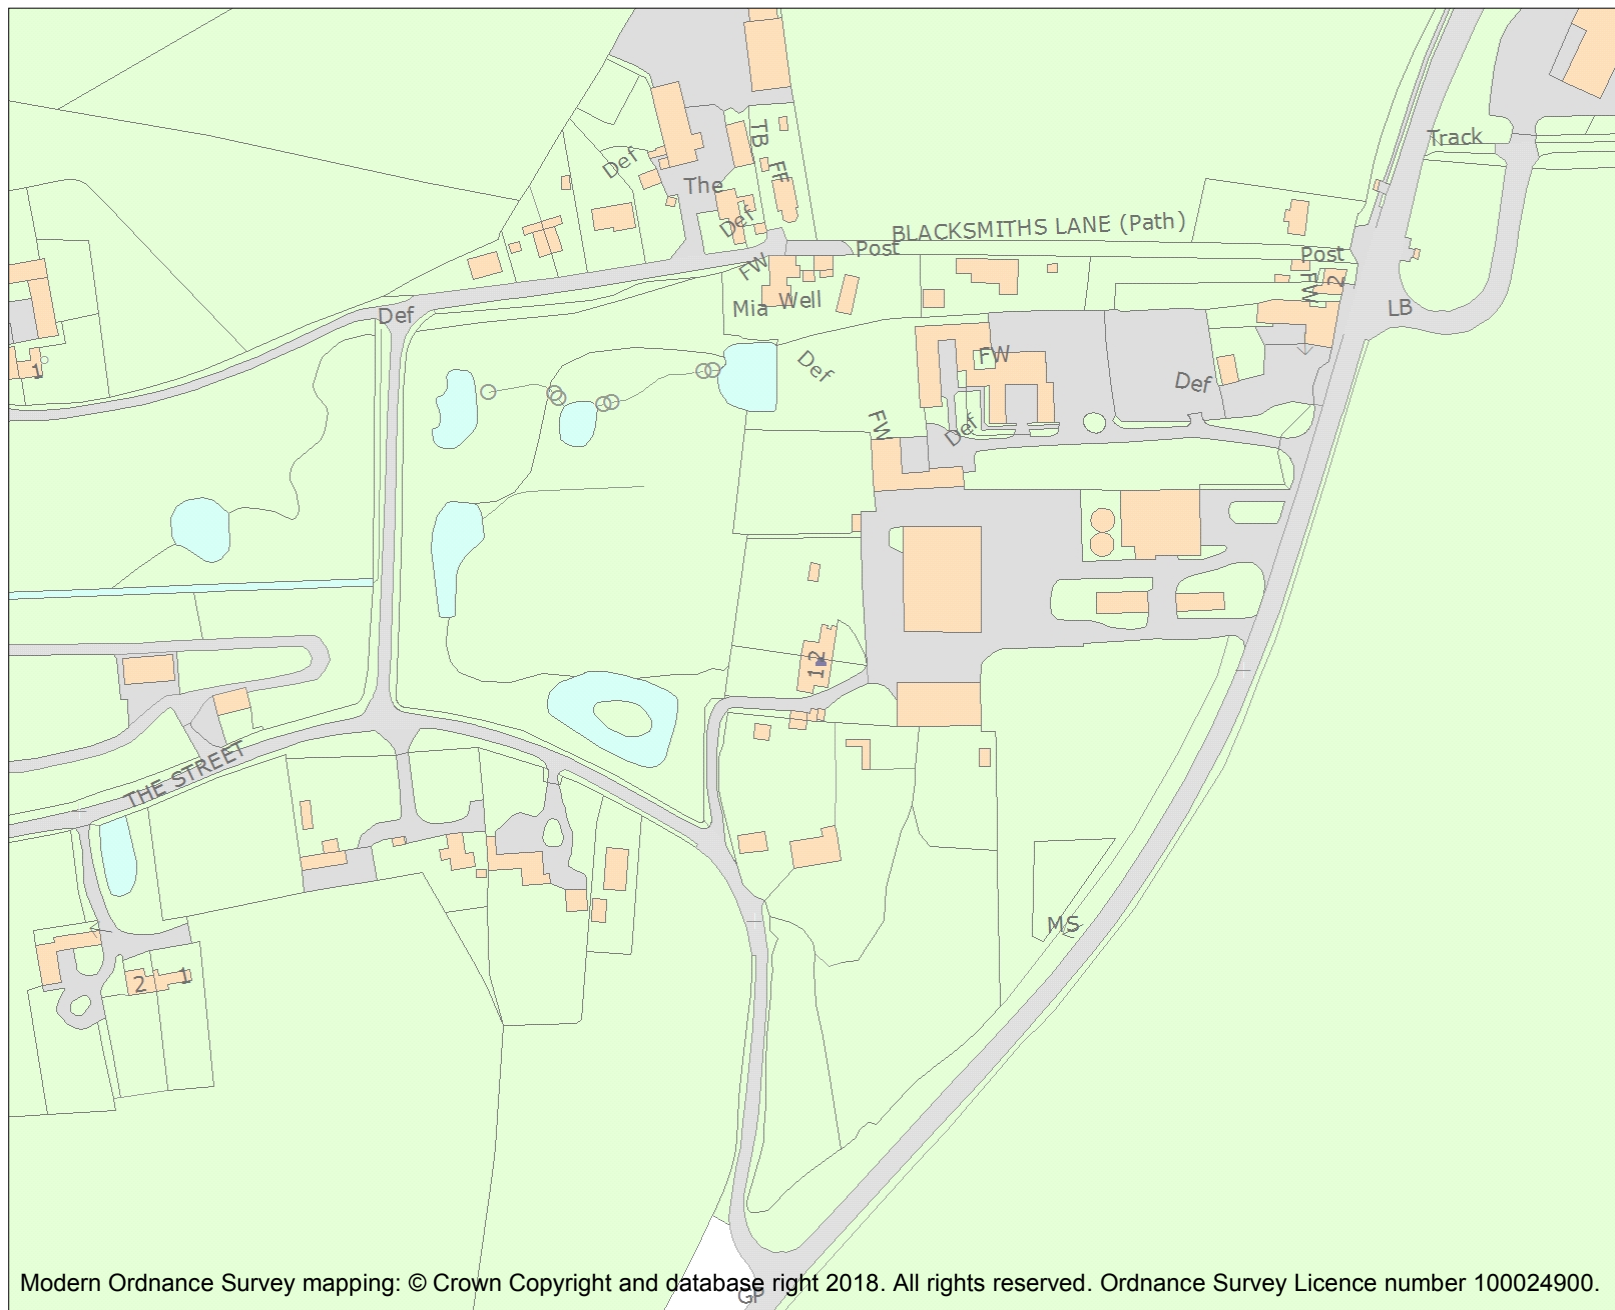 TB
Track
Def
FF
The
Def
BLACKSMITHS LANE (Path)
Post
Post
FW
FW
2
Mia
Well
LB
Def
FW
Def
Def
1
FW
Def
12
THE STREET
MS
2
1
GP
Modern Ordnance Survey mapping: © Crown Copyright and database right 2018. All rights reserved. Ordnance Survey Licence number 100024900.